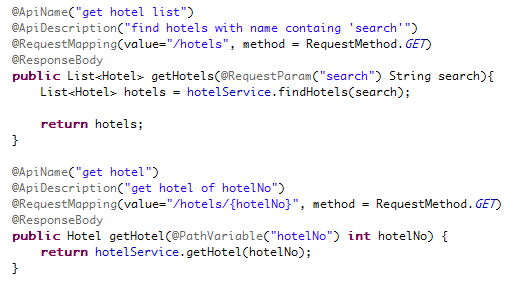 @ApiName("get hotel list")
@ApiDescription("find hotels with name containg 'search'")
@RequestMapping(value="/hotels", method = RequestMethod.GET)
@ResponseBody
public List<Hotel> getHotels(@RequestParam("search") String search){
    List<Hotel> hotels = hotelService.findHotels(search);

    return hotels;
}

@ApiName("get hotel")
@ApiDescription("get hotel of hotelNo")
@RequestMapping(value="/hotels/{hotelNo}", method = RequestMethod.GET)
@ResponseBody
public Hotel getHotel(@PathVariable("hotelNo") int hotelNo) {
    return hotelService.getHotel(hotelNo);
}